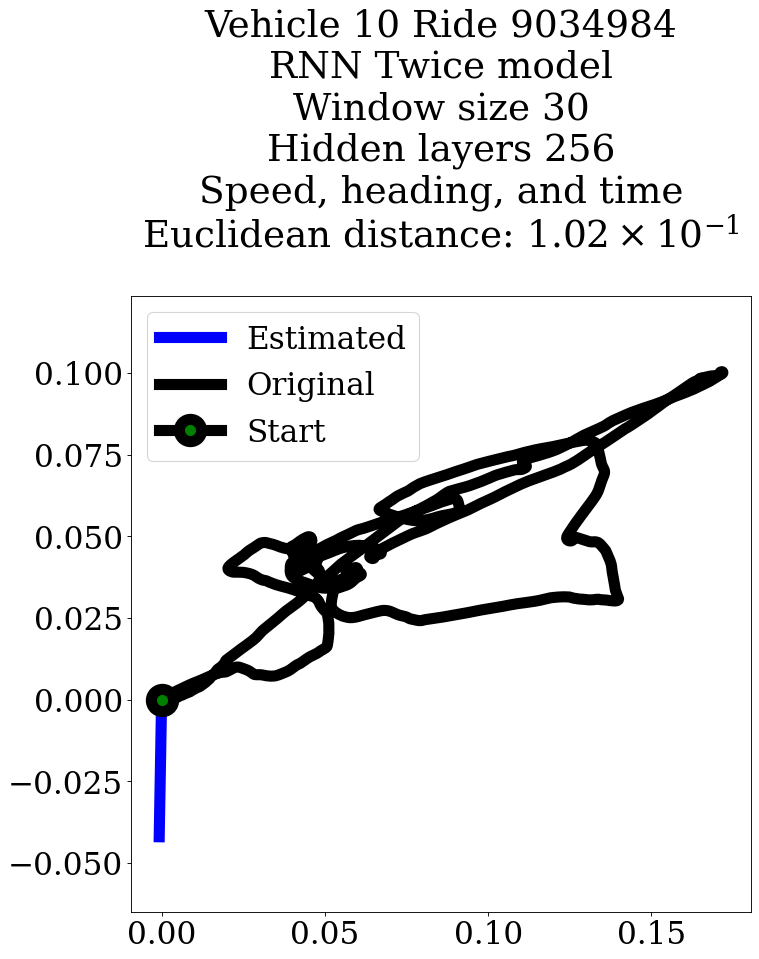 Vehicle 10 Ride 9034984
RNN Twice model
Window size 30
Hidden layers 256
Speed, heading, and time
Euclidean distance: 1.02 × 10⁻¹
Estimated
Original
Start
0.100
0.075
0.050
0.025
0.000
−0.025
−0.050
0.00 0.05 0.10 0.15